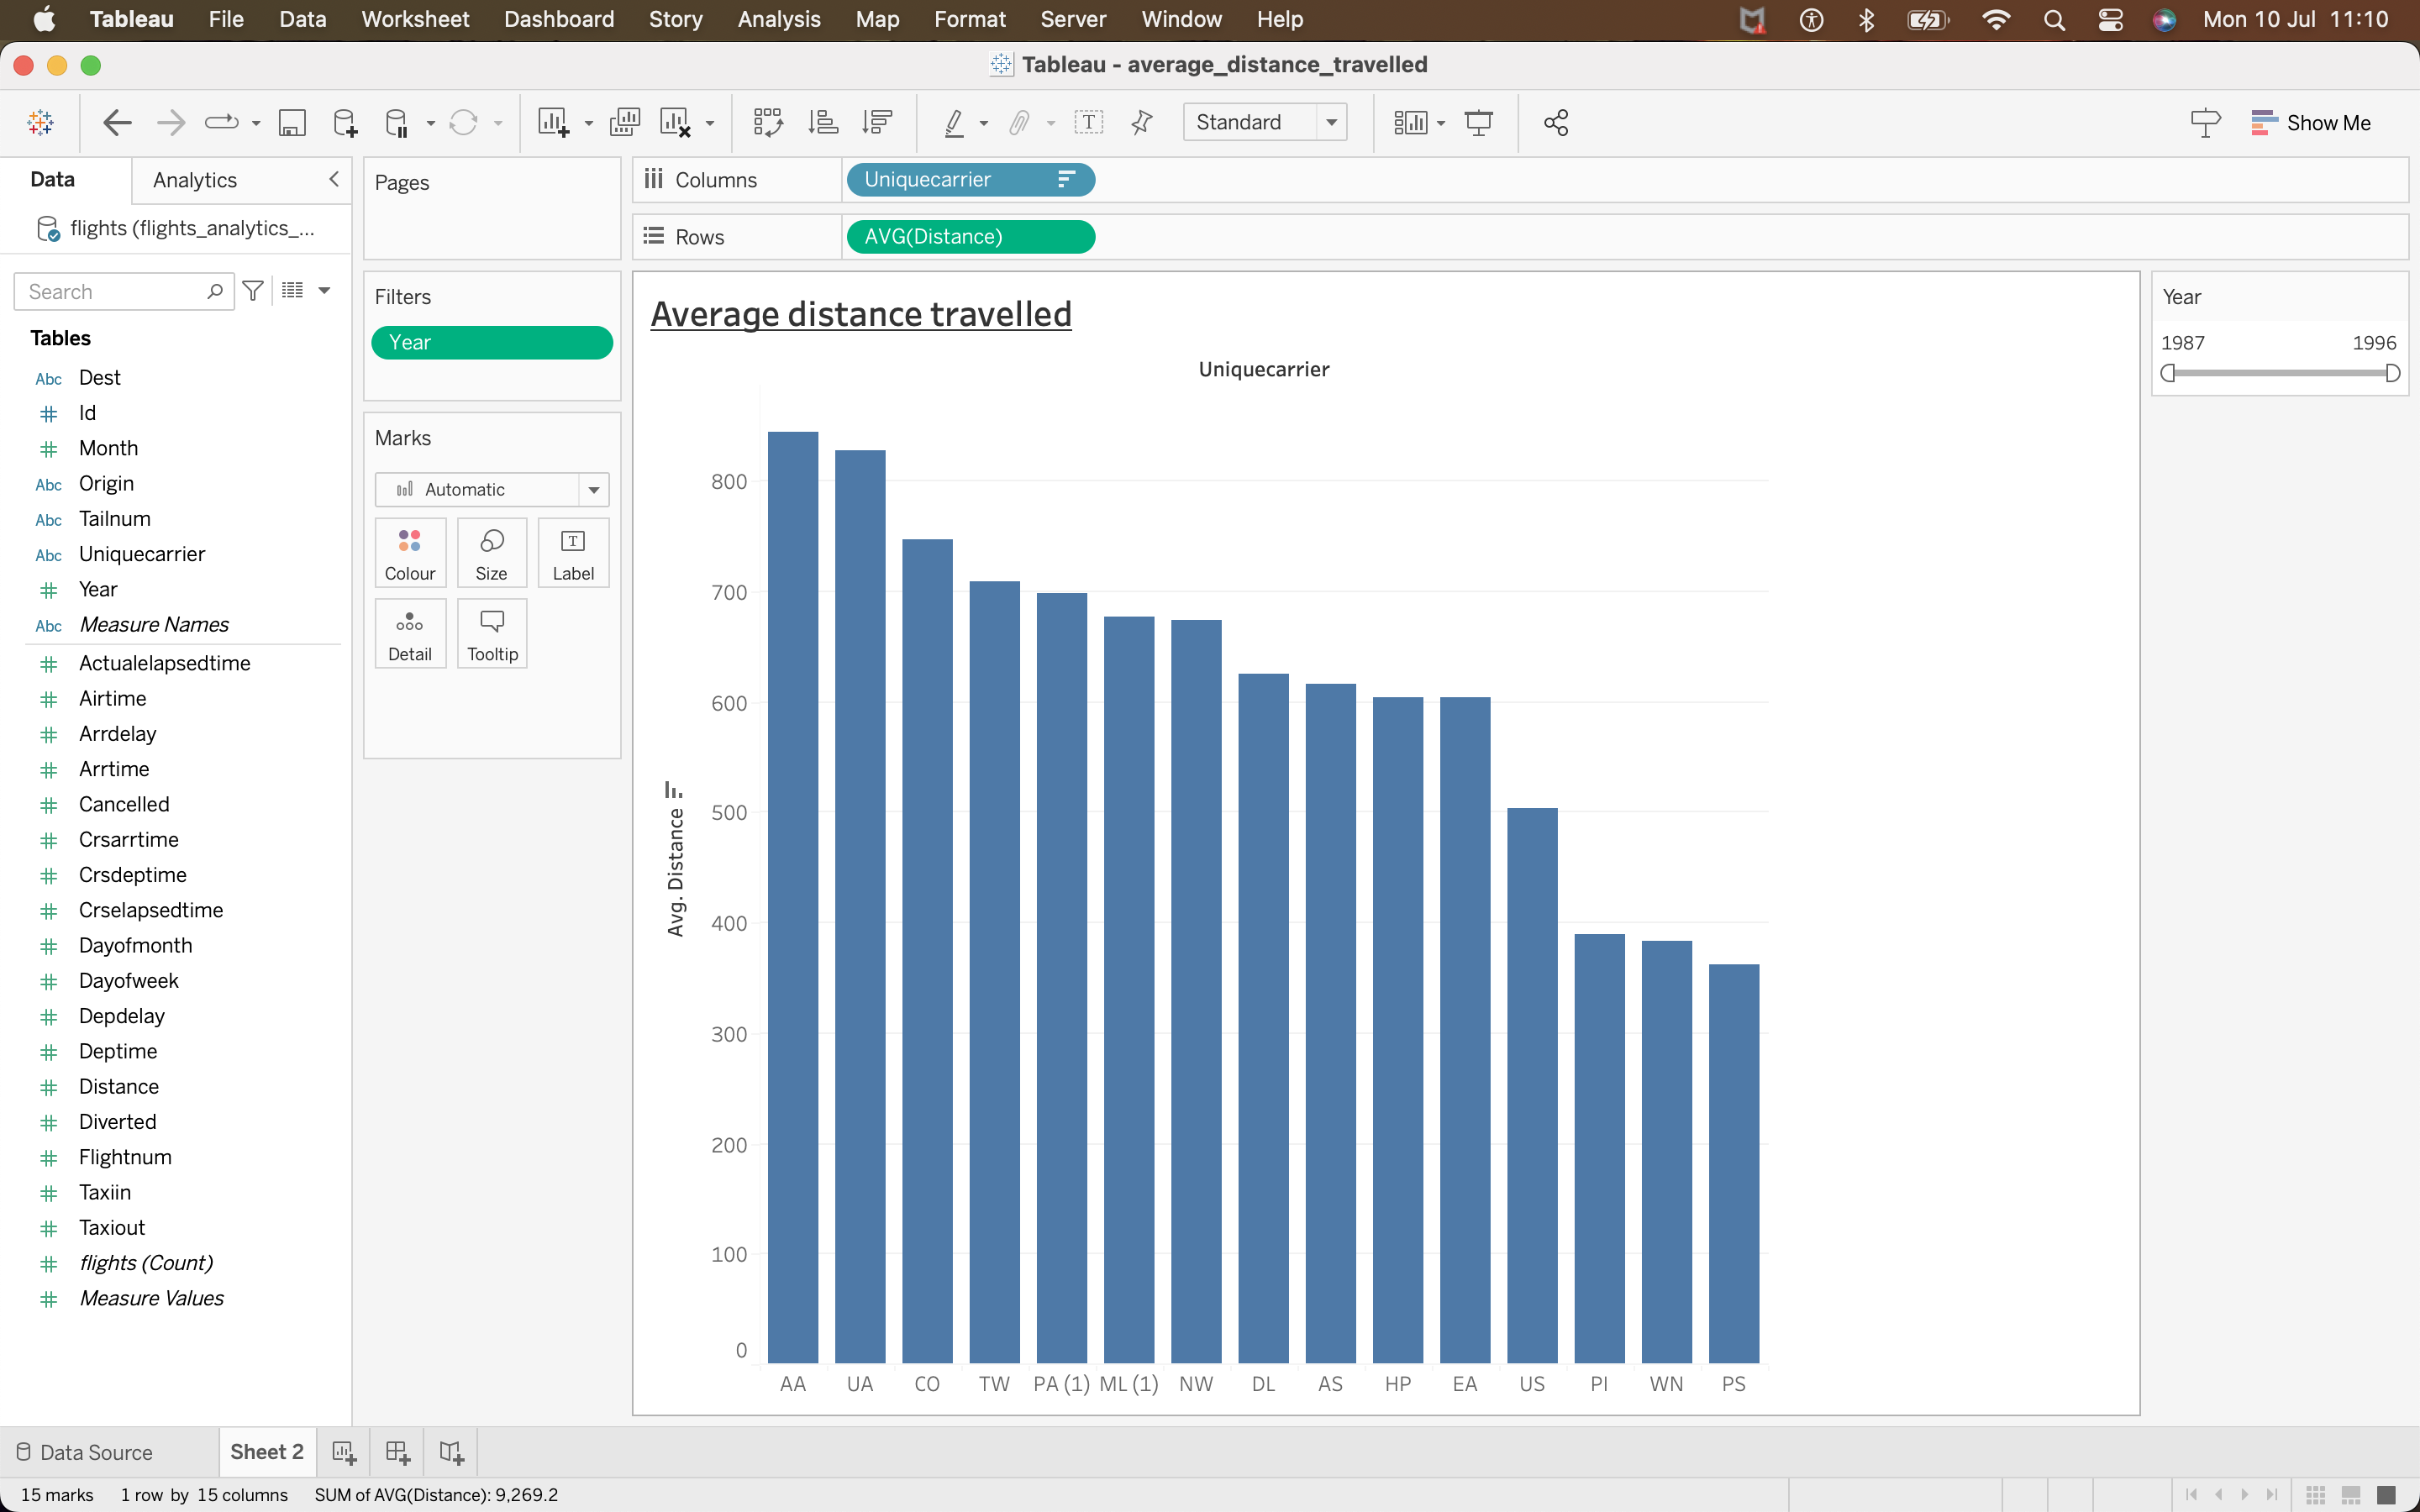 Tableau File Data Worksheet Dashboard Story Analysis Map Format Server Window Help Mon 10 Jul 11:10
Tableau - average_distance_travelled
Standard Show Me
Data Analytics
flights (flights_analytics_...
Search
Tables
Abc Dest
# Id
# Month
Abc Origin
Abc Tailnum
Abc Uniquecarrier
# Year
Abc Measure Names
# Actualelapsedtime
# Airtime
# Arrdelay
# Arrtime
# Cancelled
# Crsarrtime
# Crsdeptime
# Crselapsedtime
# Dayofmonth
# Dayofweek
# Depdelay
# Deptime
# Distance
# Diverted
# Flightnum
# Taxiin
# Taxiout
# flights (Count)
# Measure Values
Pages
Filters
Year
Marks
Automatic
Colour Size Label
Detail Tooltip
Columns Uniquecarrier
Rows AVG(Distance)
Average distance travelled
Uniquecarrier
Avg. Distance
800
700
600
500
400
300
200
100
0
AA UA CO TW PA (1) ML (1) NW DL AS HP EA US PI WN PS
Year
1987 1996
Data Source Sheet 2
15 marks 1 row by 15 columns SUM of AVG(Distance): 9,269.2